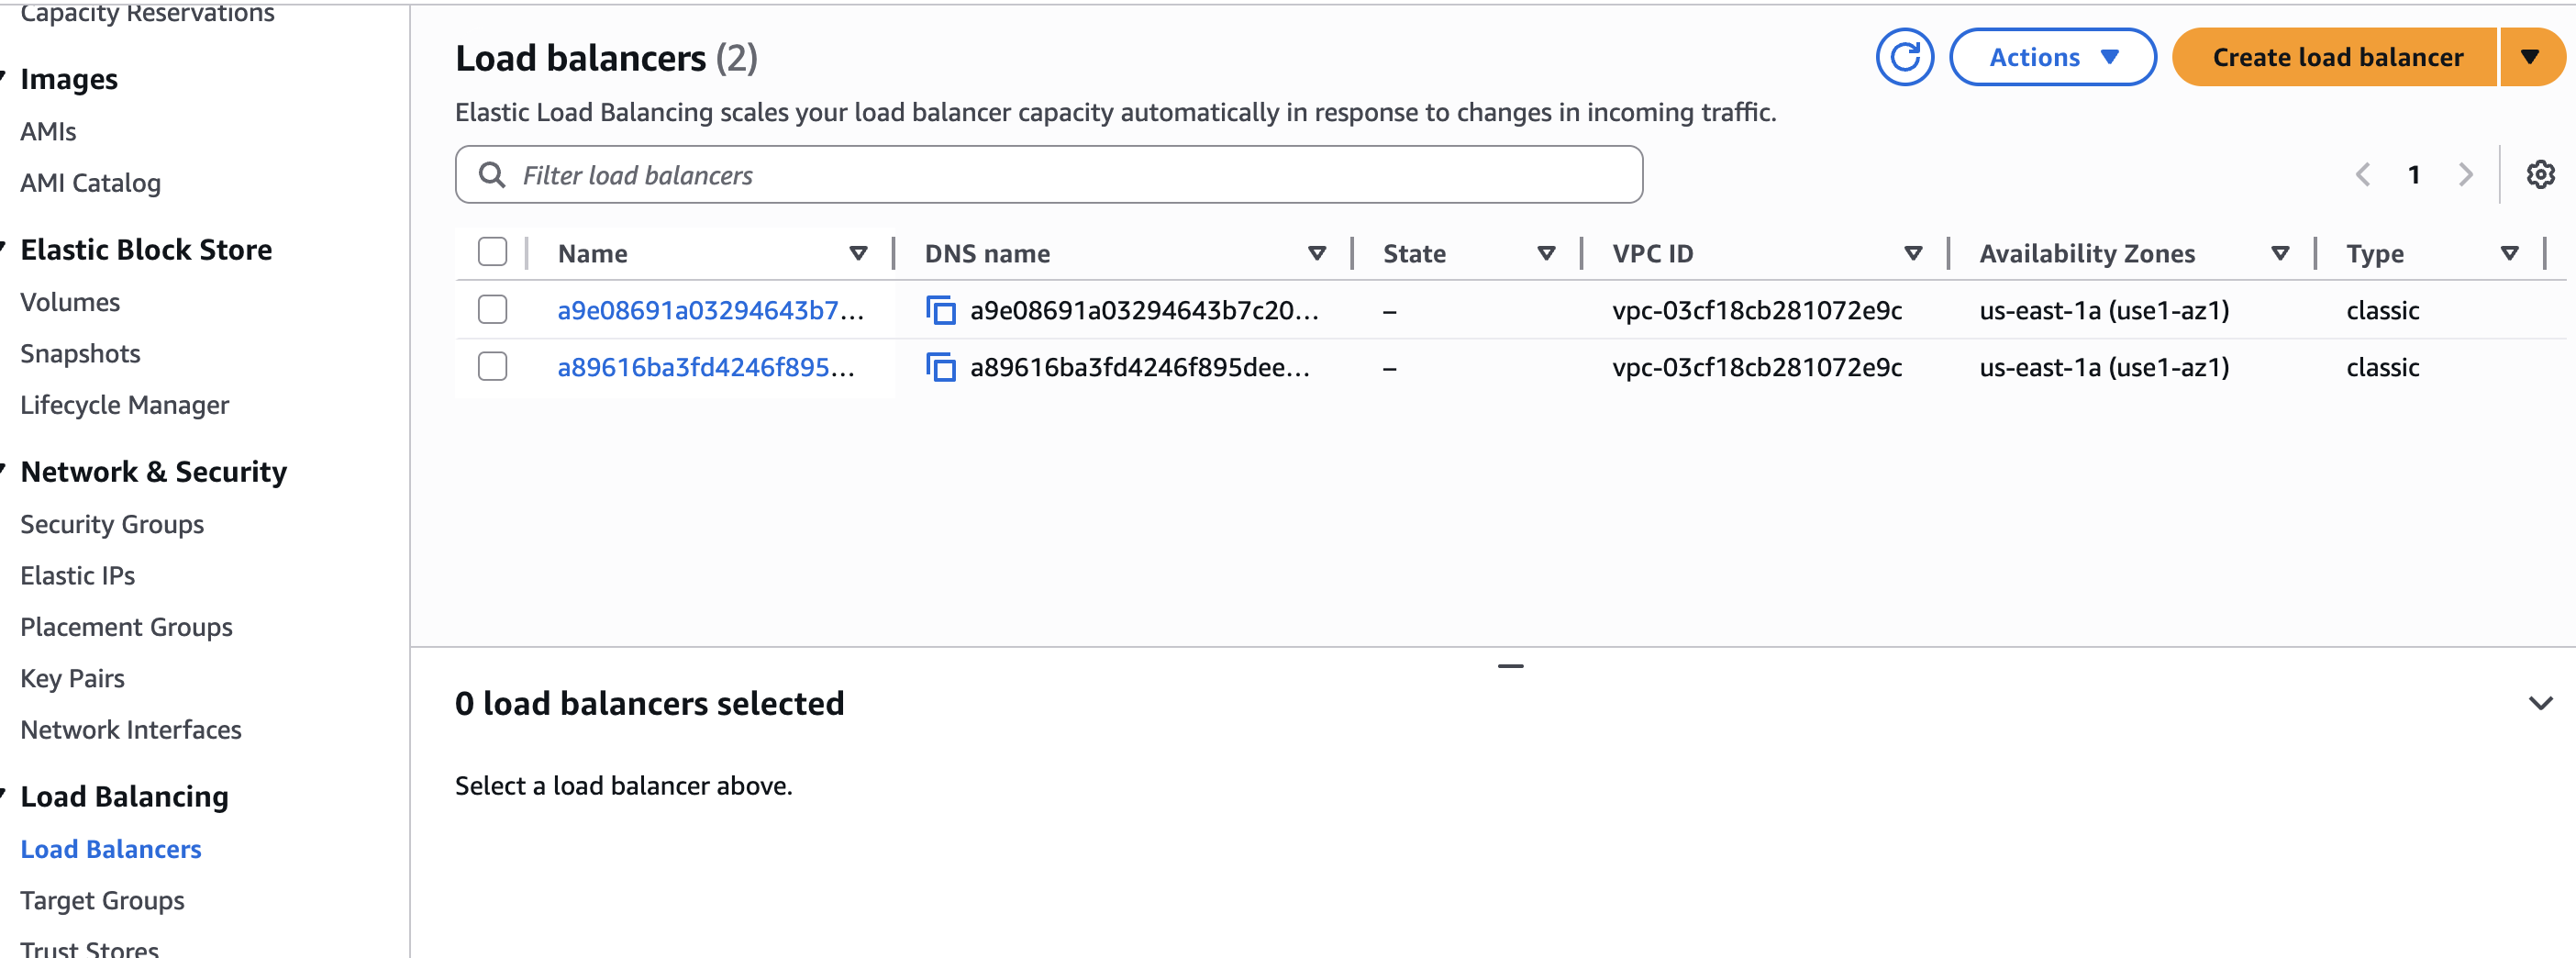 Capacity Reservations
Images
AMIs
AMI Catalog
Elastic Block Store
Volumes
Snapshots
Lifecycle Manager
Network & Security
Security Groups
Elastic IPs
Placement Groups
Key Pairs
Network Interfaces
Load Balancing
Load Balancers
Target Groups
Trust Stores
Load balancers (2)
Actions
Create load balancer
Elastic Load Balancing scales your load balancer capacity automatically in response to changes in incoming traffic.
Filter load balancers
1
Name DNS name State VPC ID Availability Zones Type
a9e08691a03294643b7... a9e08691a03294643b7c20... – vpc-03cf18cb281072e9c us-east-1a (use1-az1) classic
a89616ba3fd4246f895... a89616ba3fd4246f895dee... – vpc-03cf18cb281072e9c us-east-1a (use1-az1) classic
0 load balancers selected
Select a load balancer above.